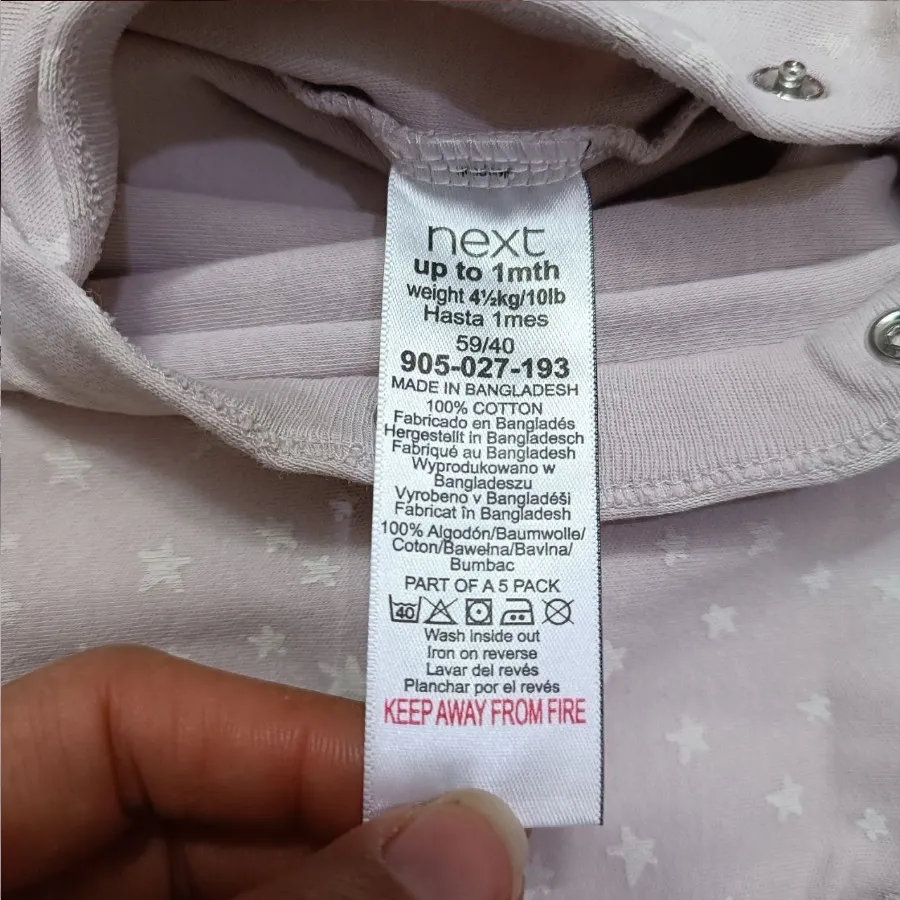 next
up to 1mth
weight 4½kg/10lb
Hasta 1mes
59/40
905-027-193
MADE IN BANGLADESH
100% COTTON
Fabricado en Bangladés
Hergestellt in Bangladesch
Fabriqué au Bangladesh
Wyprodukowano w
Bangladeszu
Vyrobeno v Bangladéši
Fabricat în Bangladesh
100% Algodón/Baumwolle/
Coton/Bawełna/Bavlna/
Bumbac
PART OF A 5 PACK
40
Wash inside out
Iron on reverse
Lavar del revés
Planchar por el revés
KEEP AWAY FROM FIRE